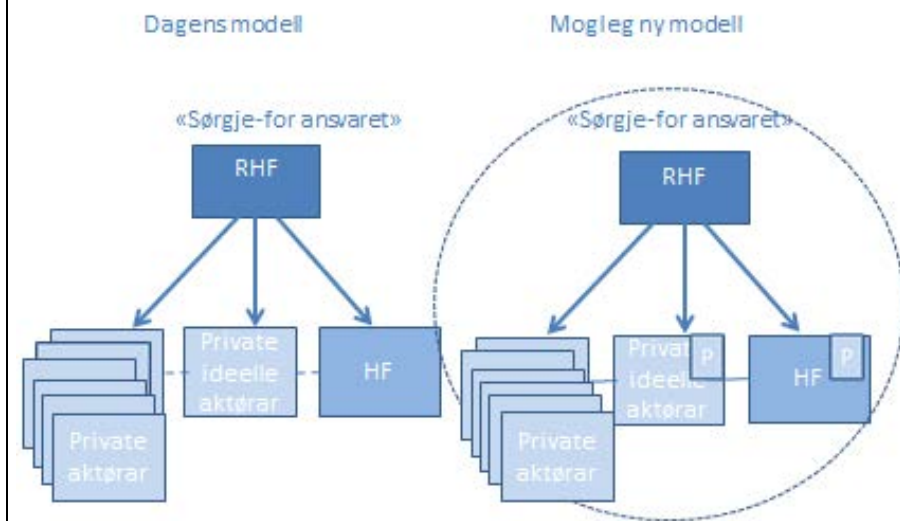 Dagens modell
«Sørgje-for ansvaret»
RHF
Private
ideelle
aktørar
HF
Private
aktørar
Mogleg ny modell
«Sørgje-for ansvaret»
RHF
Private
ideelle
aktørar
P
HF
P
Private
aktørar